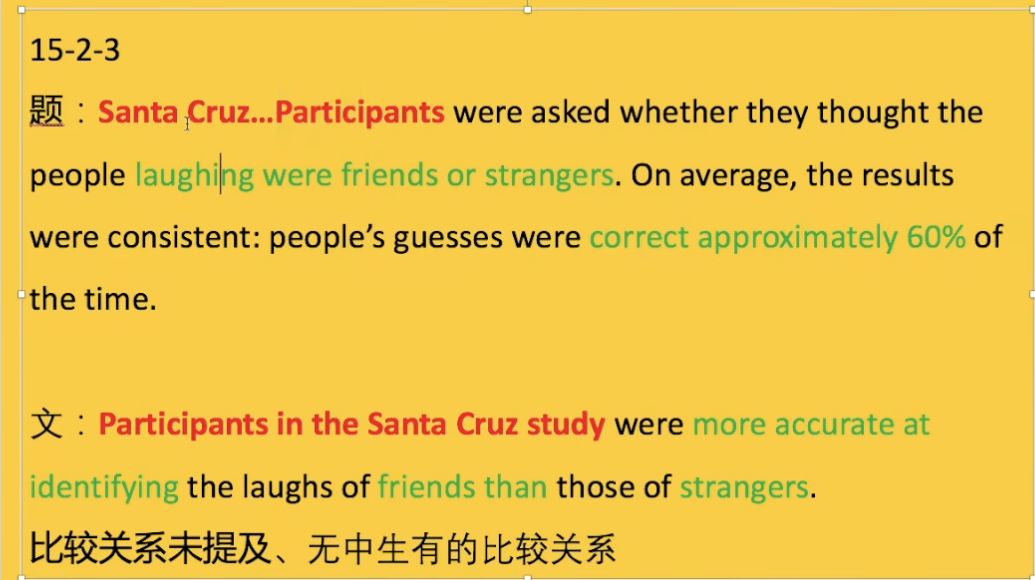 15-2-3
题：Santa Cruz...Participants were asked whether they thought the
people laughing were friends or strangers. On average, the results
were consistent: people’s guesses were correct approximately 60% of
the time.
文：Participants in the Santa Cruz study were more accurate at
identifying the laughs of friends than those of strangers.
比较关系未提及、无中生有的比较关系